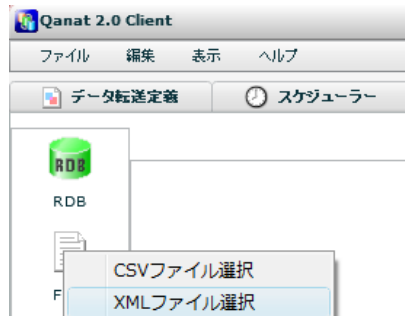 Qanat 2.0 Client
ファイル 編集 表示 ヘルプ
データ転送定義 スケジューラー
RDB
RDB
CSVファイル選択
F
XMLファイル選択